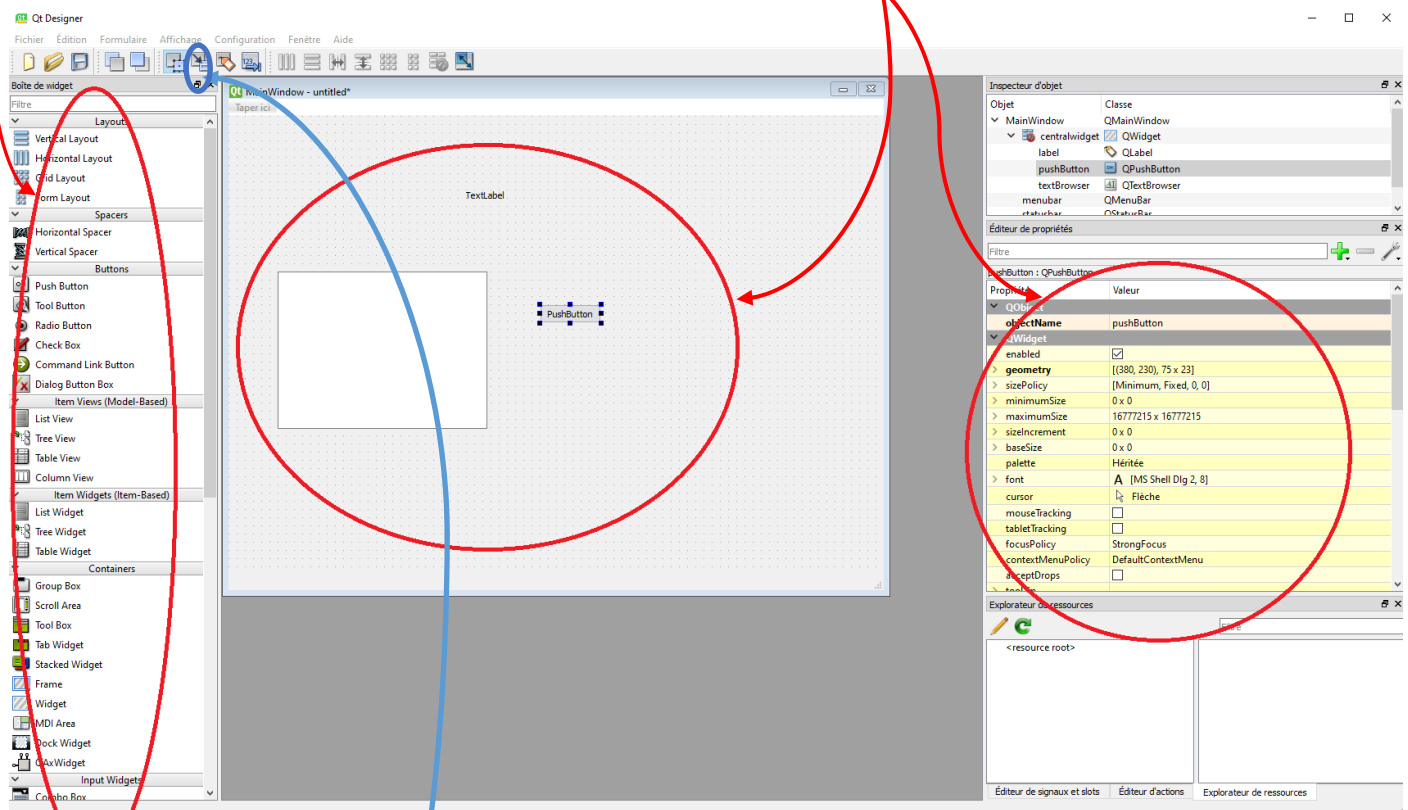 Qt Designer
Fichier Édition Formulaire Affichage Configuration Fenêtre Aide
Boîte de widget
Filtre
Layouts
Vertical Layout
Horizontal Layout
Grid Layout
Form Layout
Spacers
Horizontal Spacer
Vertical Spacer
Buttons
Push Button
Tool Button
Radio Button
Check Box
Command Link Button
Dialog Button Box
Item Views (Model-Based)
List View
Tree View
Table View
Column View
Item Widgets (Item-Based)
List Widget
Tree Widget
Table Widget
Containers
Group Box
Scroll Area
Tool Box
Tab Widget
Stacked Widget
Frame
Widget
MDI Area
Dock Widget
QAxWidget
Input Widgets
Combo Box
MainWindow - untitled*
Taper ici
TextLabel
PushButton
Inspecteur d'objet
Objet Classe
MainWindow QMainWindow
centralwidget QWidget
label QLabel
pushButton QPushButton
textBrowser QTextBrowser
menubar QMenuBar
statusbar QStatusBar
Éditeur de propriétés
Filtre
pushButton : QPushButton
Propriété Valeur
QObject
objectName pushButton
QWidget
enabled
geometry [(380, 230), 75 x 23]
sizePolicy [Minimum, Fixed, 0, 0]
minimumSize 0 x 0
maximumSize 16777215 x 16777215
sizeIncrement 0 x 0
baseSize 0 x 0
palette Héritée
font A [MS Shell Dlg 2, 8]
cursor Flèche
mouseTracking
tabletTracking
focusPolicy StrongFocus
contextMenuPolicy DefaultContextMenu
acceptDrops
toolTip
Explorateur de ressources
Filtre
<resource root>
Éditeur de signaux et slots Éditeur d'actions Explorateur de ressources